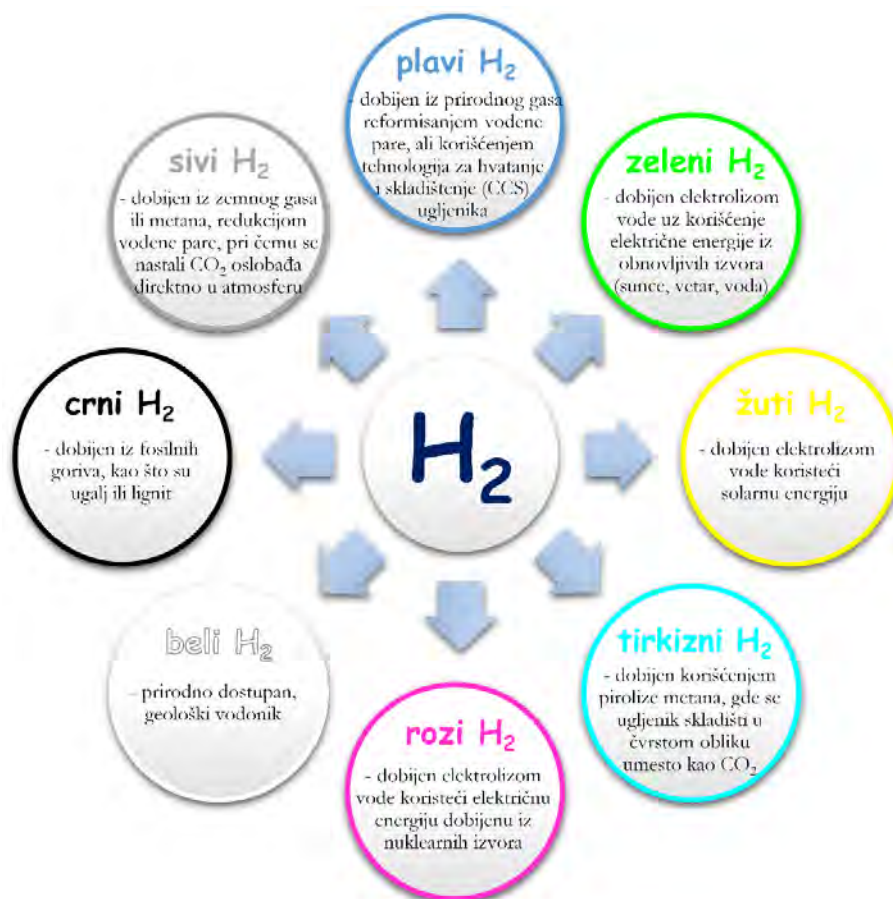 plavi H₂
- dobijen iz prirodnog gasa
reformisanjem vodene
pare, ali korišćenjem
tehnologija za hvatanje
i skladištenje (CCS)
ugljenika
zeleni H₂
- dobijen elektrolizom
vode uz korišćenje
električne energije iz
obnovljivih izvora
(sunce, vetar, voda)
žuti H₂
- dobijen elektrolizom
vode koristeći
solarnu energiju
tirkizni H₂
- dobijen korišćenjem
pirolize metana, gde se
ugljenik skladišti u
čvrstom obliku
umesto kao CO₂
rozi H₂
- dobijen elektrolizom
vode koristeći električnu
energiju dobijenu iz
nuklearnih izvora
beli H₂
- prirodno dostupan,
geološki vodonik
crni H₂
- dobijen iz fosilnih
goriva, kao što su
ugalj ili lignit
sivi H₂
- dobijen iz zemnog gasa
ili metana, redukcijom
vodene pare, pri čemu se
nastali CO₂ oslobađa
direktno u atmosferu
H₂